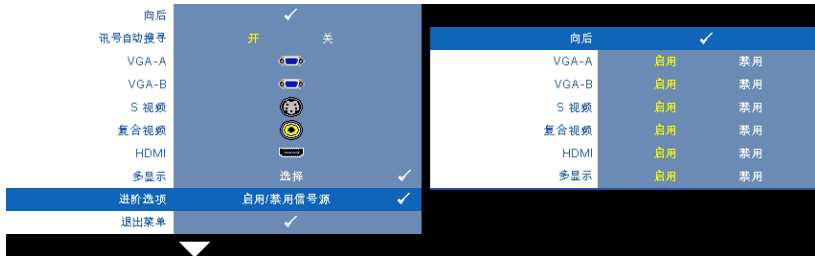 向后 ✓
讯号自动搜寻 开 关
VGA-A
VGA-B
S 视频
复合视频
HDMI
多显示 选择 ✓
进阶选项 启用/禁用信号源 ✓
退出菜单 ✓
向后 ✓
VGA-A 启用 禁用
VGA-B 启用 禁用
S 视频 启用 禁用
复合视频 启用 禁用
HDMI 启用 禁用
多显示 启用 禁用